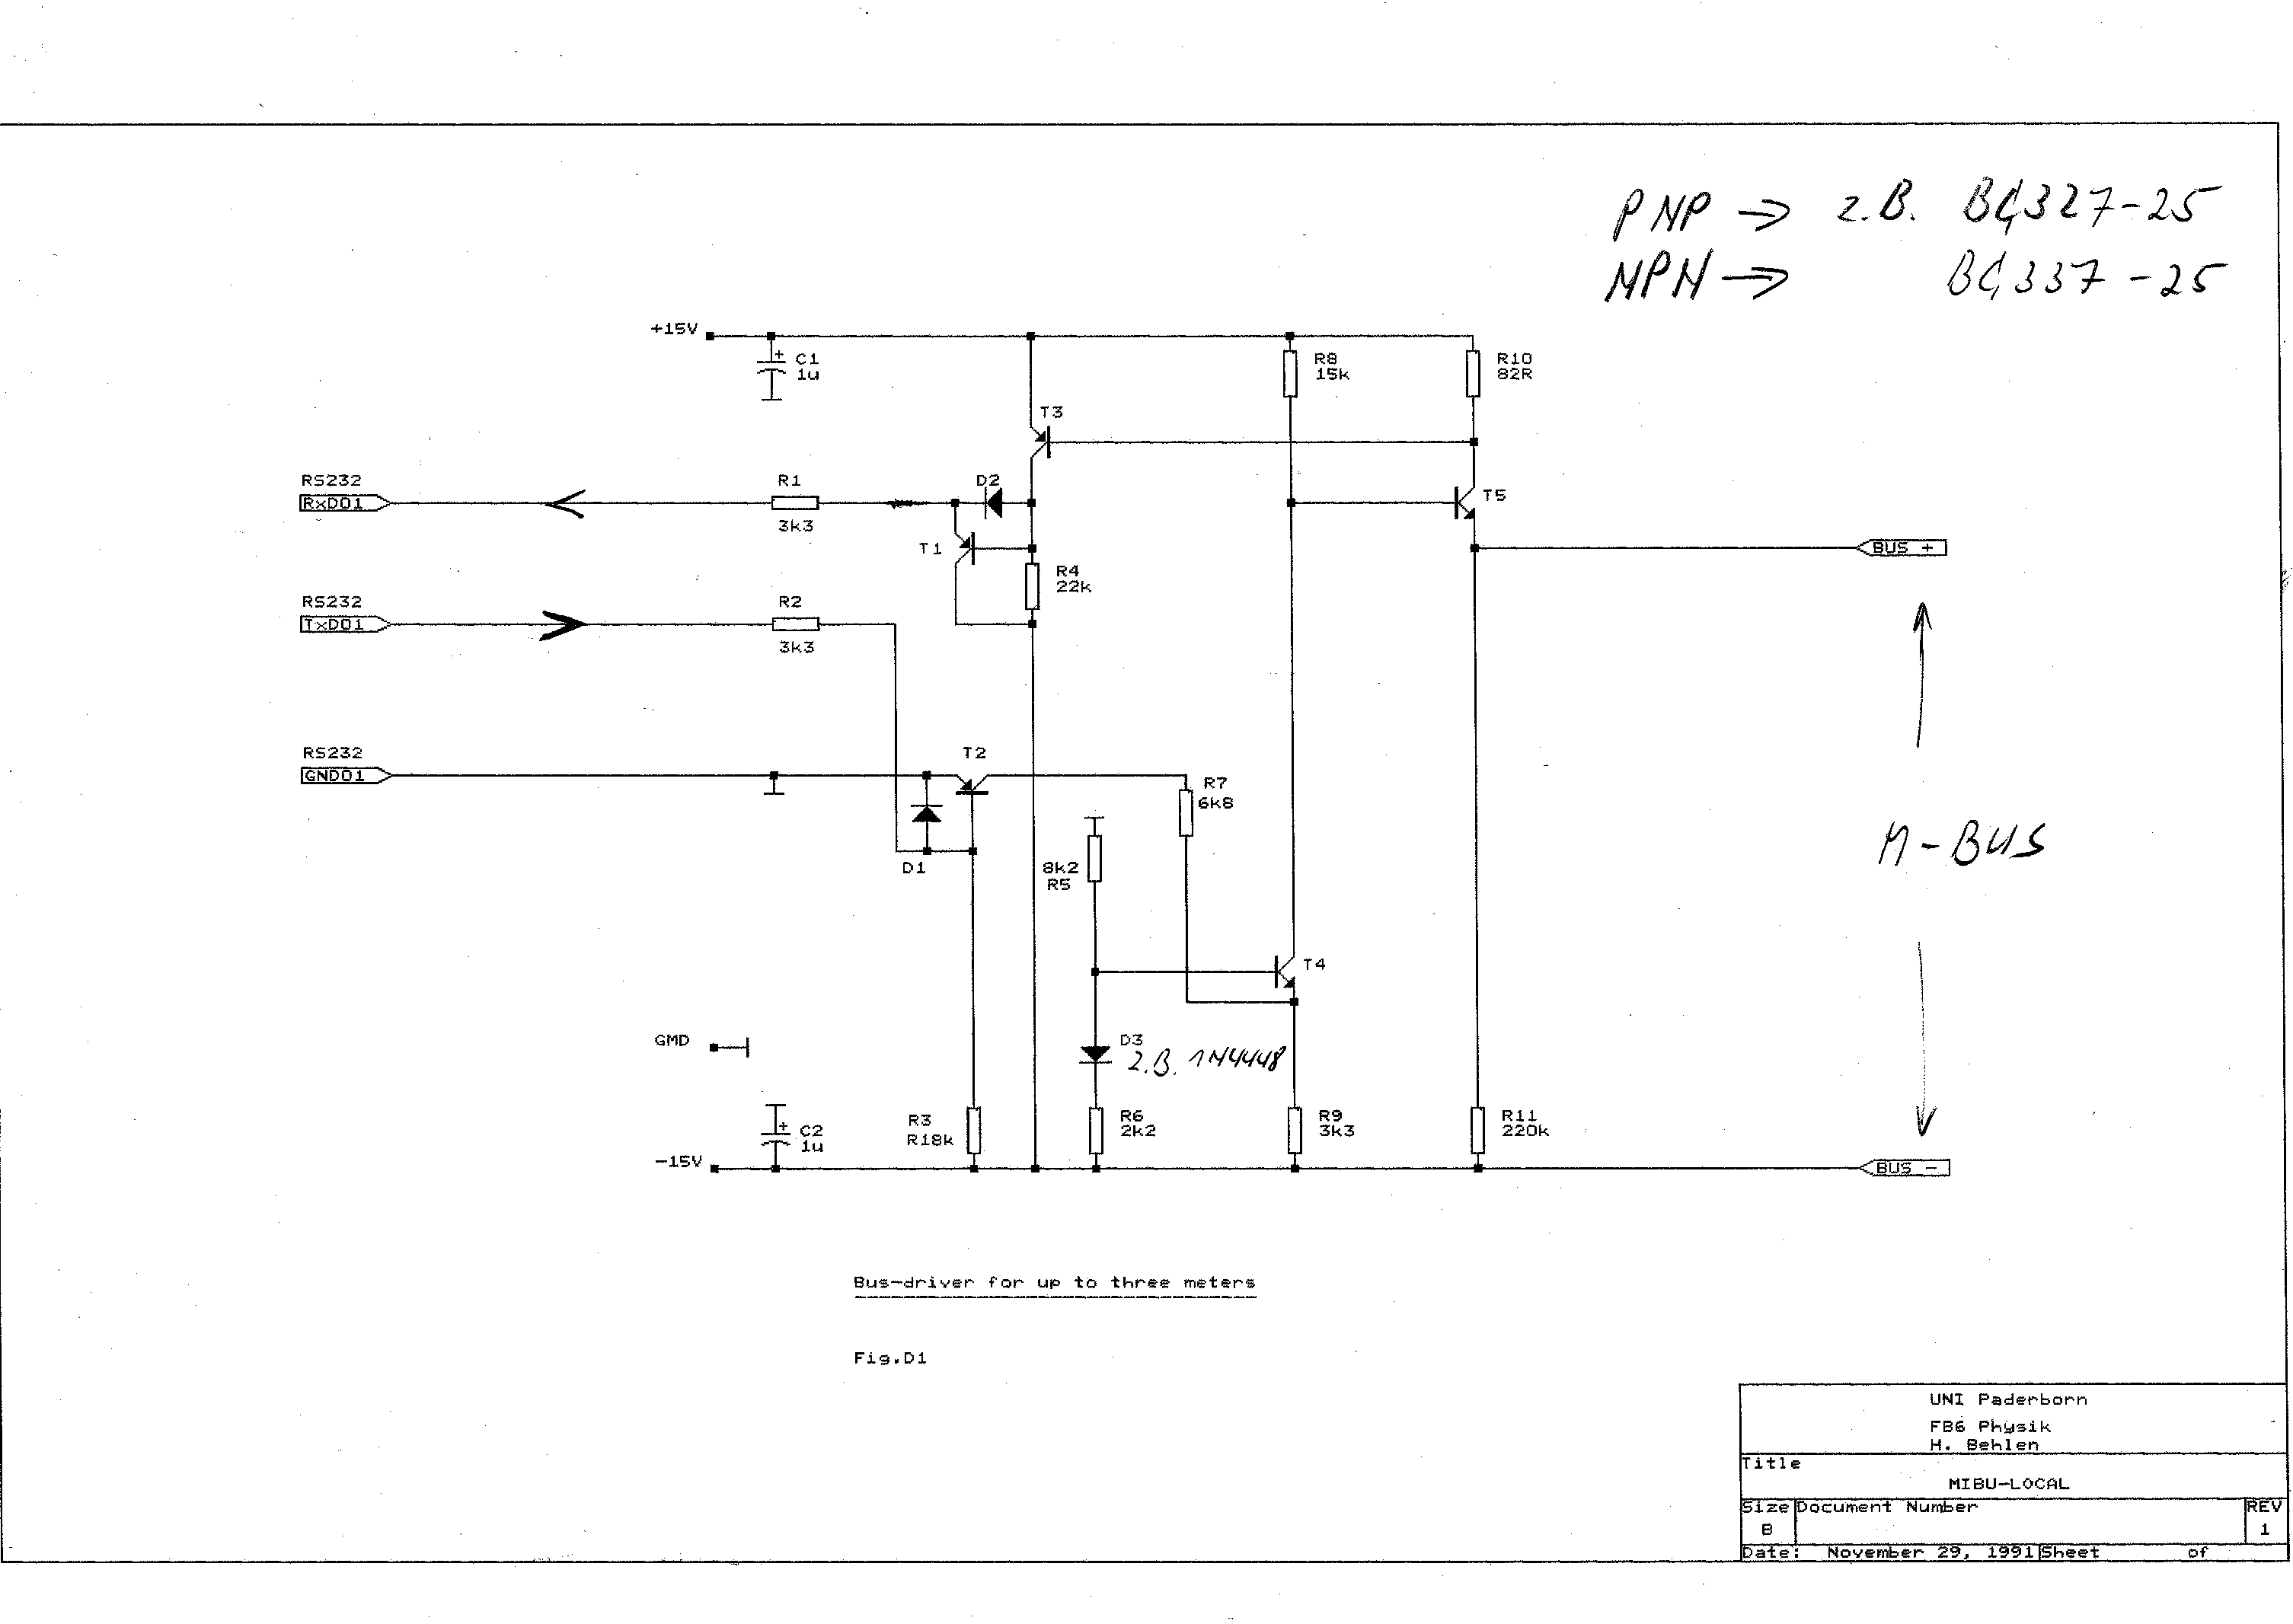 PNP → z.B. BC327-25
NPN → BC337-25
+15V
C1
1u
R8
15k
R10
82R
T3
RS232
RxD01
R1
3k3
D2
T5
T1
BUS +
R4
22k
RS232
TxD01
R2
3k3
RS232
GND01
T2
R7
6k8
D1
8k2
R5
M-BUS
T4
GMD
D3
z.B. 1N4448
C2
1u
R3
R18k
R6
2k2
R9
3k3
R11
220k
-15V
BUS -
Bus-driver for up to three meters
Fig.D1
UNI Paderborn
FB6 Physik
H. Behlen
Title
MIBU-LOCAL
Size Document Number REV
B 1
Date: November 29, 1991 Sheet of